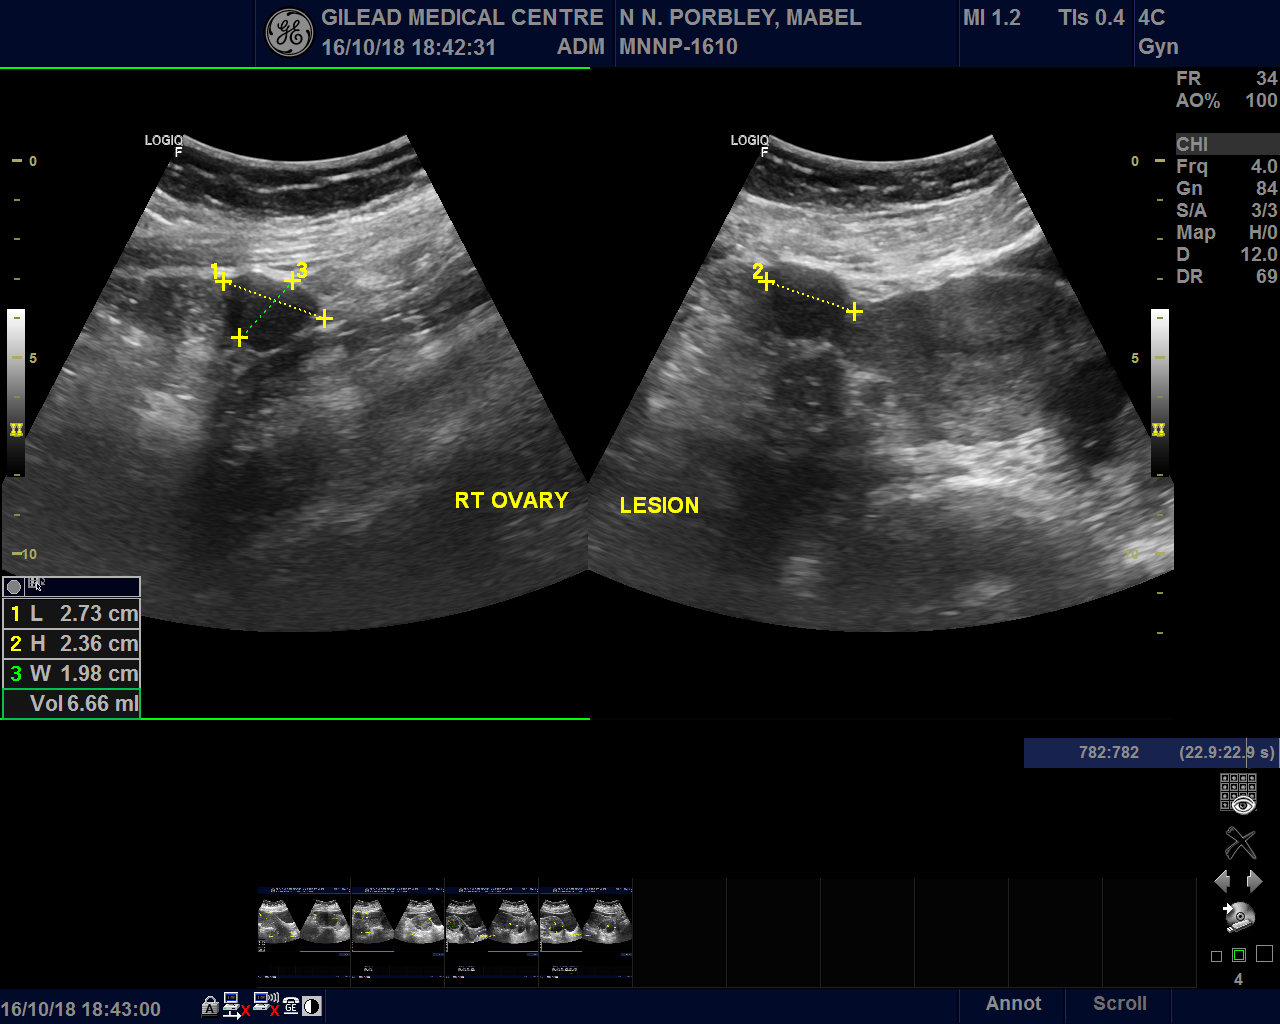 GILEAD MEDICAL CENTRE
16/10/18 18:42:31 ADM
N N. PORBLEY, MABEL
MNNP-1610
MI 1.2 TIs 0.4
4C
Gyn
FR 34
AO% 100
CHI
Frq 4.0
Gn 84
S/A 3/3
Map H/0
D 12.0
DR 69
LOGIQ
F
LOGIQ
F
0
5
10
0
5
10
1
3
2
RT OVARY
LESION
1 L 2.73 cm
2 H 2.36 cm
3 W 1.98 cm
Vol 6.66 ml
782:782 (22.9:22.9 s)
4
16/10/18 18:43:00
A
GE
Annot
Scroll